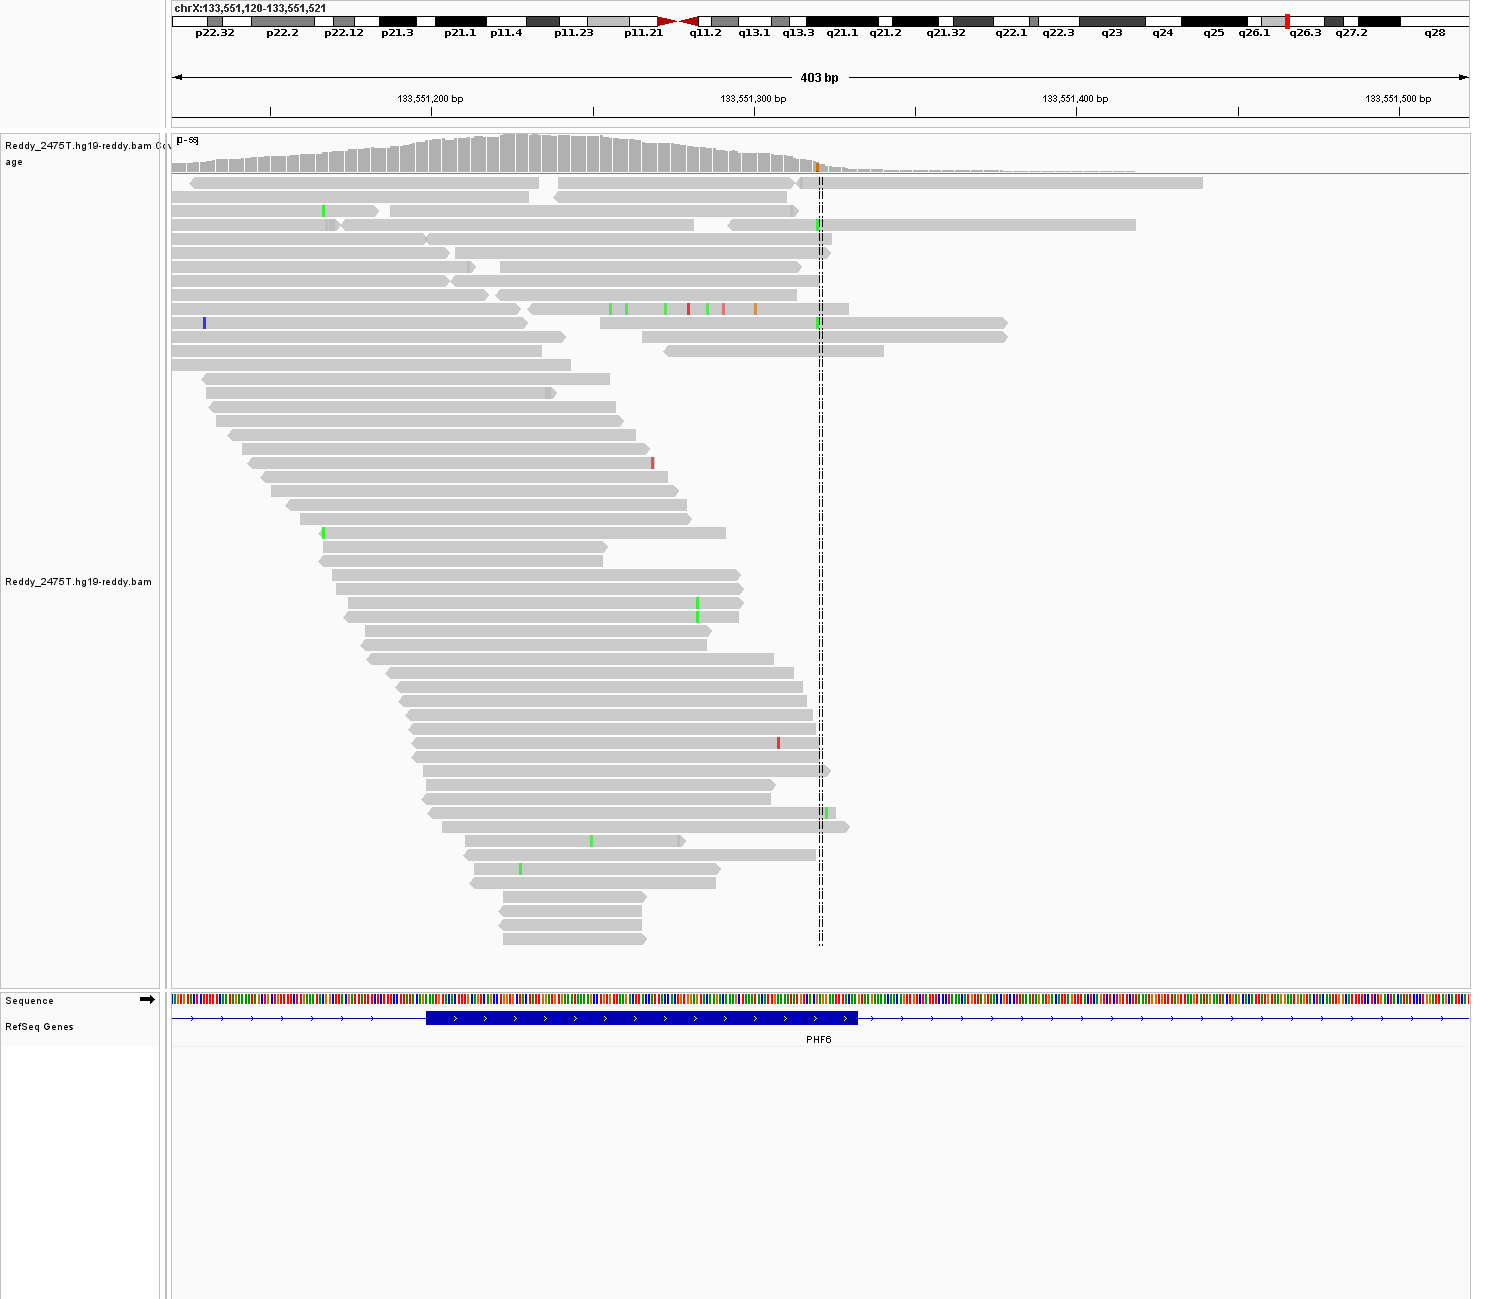 chrX:133,551,120-133,551,521
p22.32 p22.2 p22.12 p21.3 p21.1 p11.4 p11.23 p11.21 q11.2 q13.1 q13.3 q21.1 q21.2 q21.32 q22.1 q22.3 q23 q24 q25 q26.1 q26.3 q27.2 q28
403 bp
133,551,200 bp 133,551,300 bp 133,551,400 bp 133,551,500 bp
Reddy_2475T.hg19-reddy.bam
age
Reddy_2475T.hg19-reddy.bam
Sequence
RefSeq Genes
PHF6